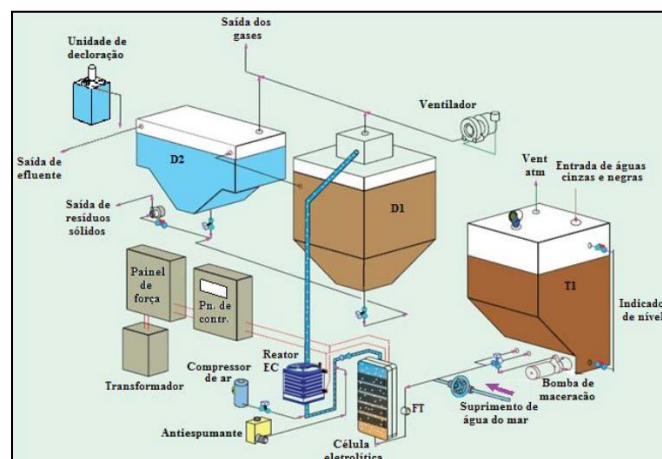 Saída dos
gases
Unidade de
decloração
Ventilador
Saída de
efluente
D2
Vent
atm
Entrada de águas
cinzas e negras
Saída de
resíduos
sólidos
D1
T1
Painel
de
força
Pn. de
contr.
Indicador
de nível
Reator
EC
Transformador
Compressor
de ar
FT
Suprimento de
água do mar
Bomba de
maceração
Antiespumante
Célula
eletrolítica